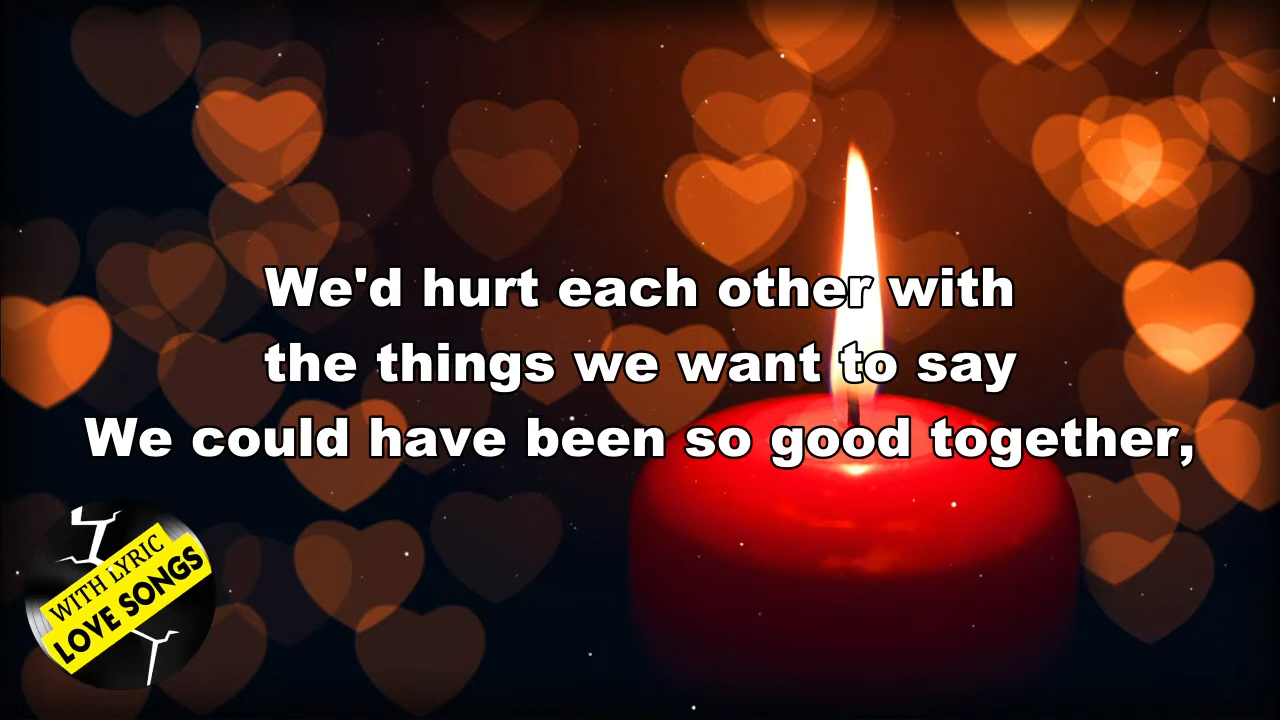 We'd hurt each other with
the things we want to say
We could have been so good together,
WITH LYRIC
LOVE SONGS